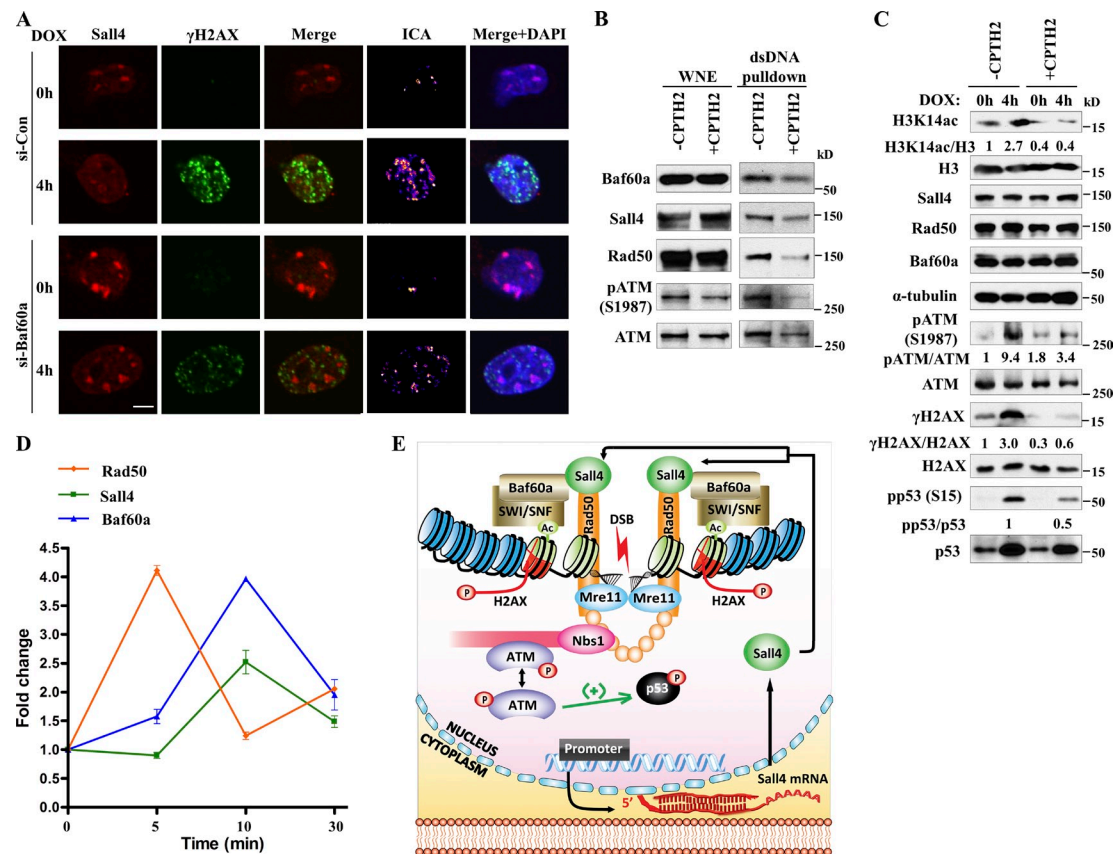 A
DOX Sall4 γH2AX Merge ICA Merge+DAPI
si-Con
0h
4h
si-Baf60a
0h
4h
B
WNE
dsDNA
pulldown
-CPTH2 +CPTH2 -CPTH2 +CPTH2
kD
Baf60a
50
Sall4
150
Rad50
150
pATM
(S1987)
250
ATM
250
C
-CPTH2 +CPTH2
DOX: 0h 4h 0h 4h kD
H3K14ac
15
H3K14ac/H3 1 2.7 0.4 0.4
H3
15
Sall4
150
Rad50
150
Baf60a
50
α-tubulin
50
pATM
(S1987)
250
pATM/ATM 1 9.4 1.8 3.4
ATM
250
γH2AX
15
γH2AX/H2AX 1 3.0 0.3 0.6
H2AX
15
pp53 (S15)
50
pp53/p53 1 0.5
p53
50
D
Rad50
Sall4
Baf60a
Fold change
4.5
4.0
3.5
3.0
2.5
2.0
1.5
1.0
0.5
0.0
0 5 10 30
Time (min)
E
Sall4 Sall4
Baf60a Baf60a
SWI/SNF SWI/SNF
Rad50 Rad50
Ac DSB Ac
P H2AX Mre11 Mre11 H2AX P
Nbs1
ATM P
P ATM
(+)
p53 P
Sall4
NUCLEUS
CYTOPLASM
Promoter
Sall4 mRNA
5'